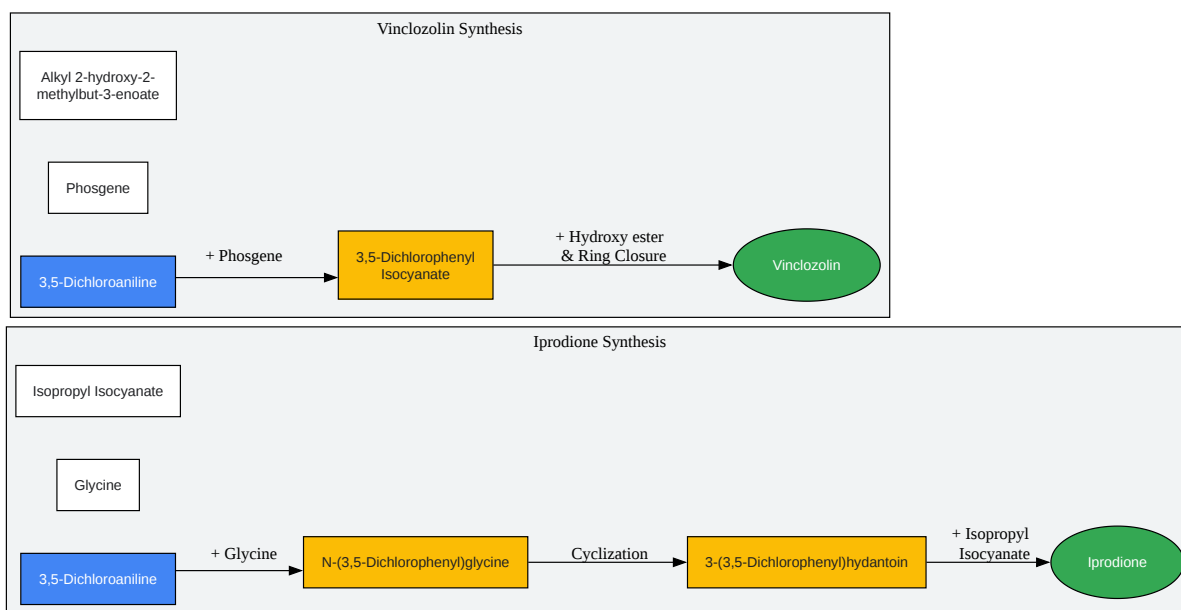 Vinclozolin Synthesis
Alkyl 2-hydroxy-2-
methylbut-3-enoate
Phosgene
3,5-Dichloroaniline
+ Phosgene
3,5-Dichlorophenyl
Isocyanate
+ Hydroxy ester
& Ring Closure
Vinclozolin
Iprodione Synthesis
Isopropyl Isocyanate
Glycine
3,5-Dichloroaniline
+ Glycine
N-(3,5-Dichlorophenyl)glycine
Cyclization
3-(3,5-Dichlorophenyl)hydantoin
+ Isopropyl
Isocyanate
Iprodione